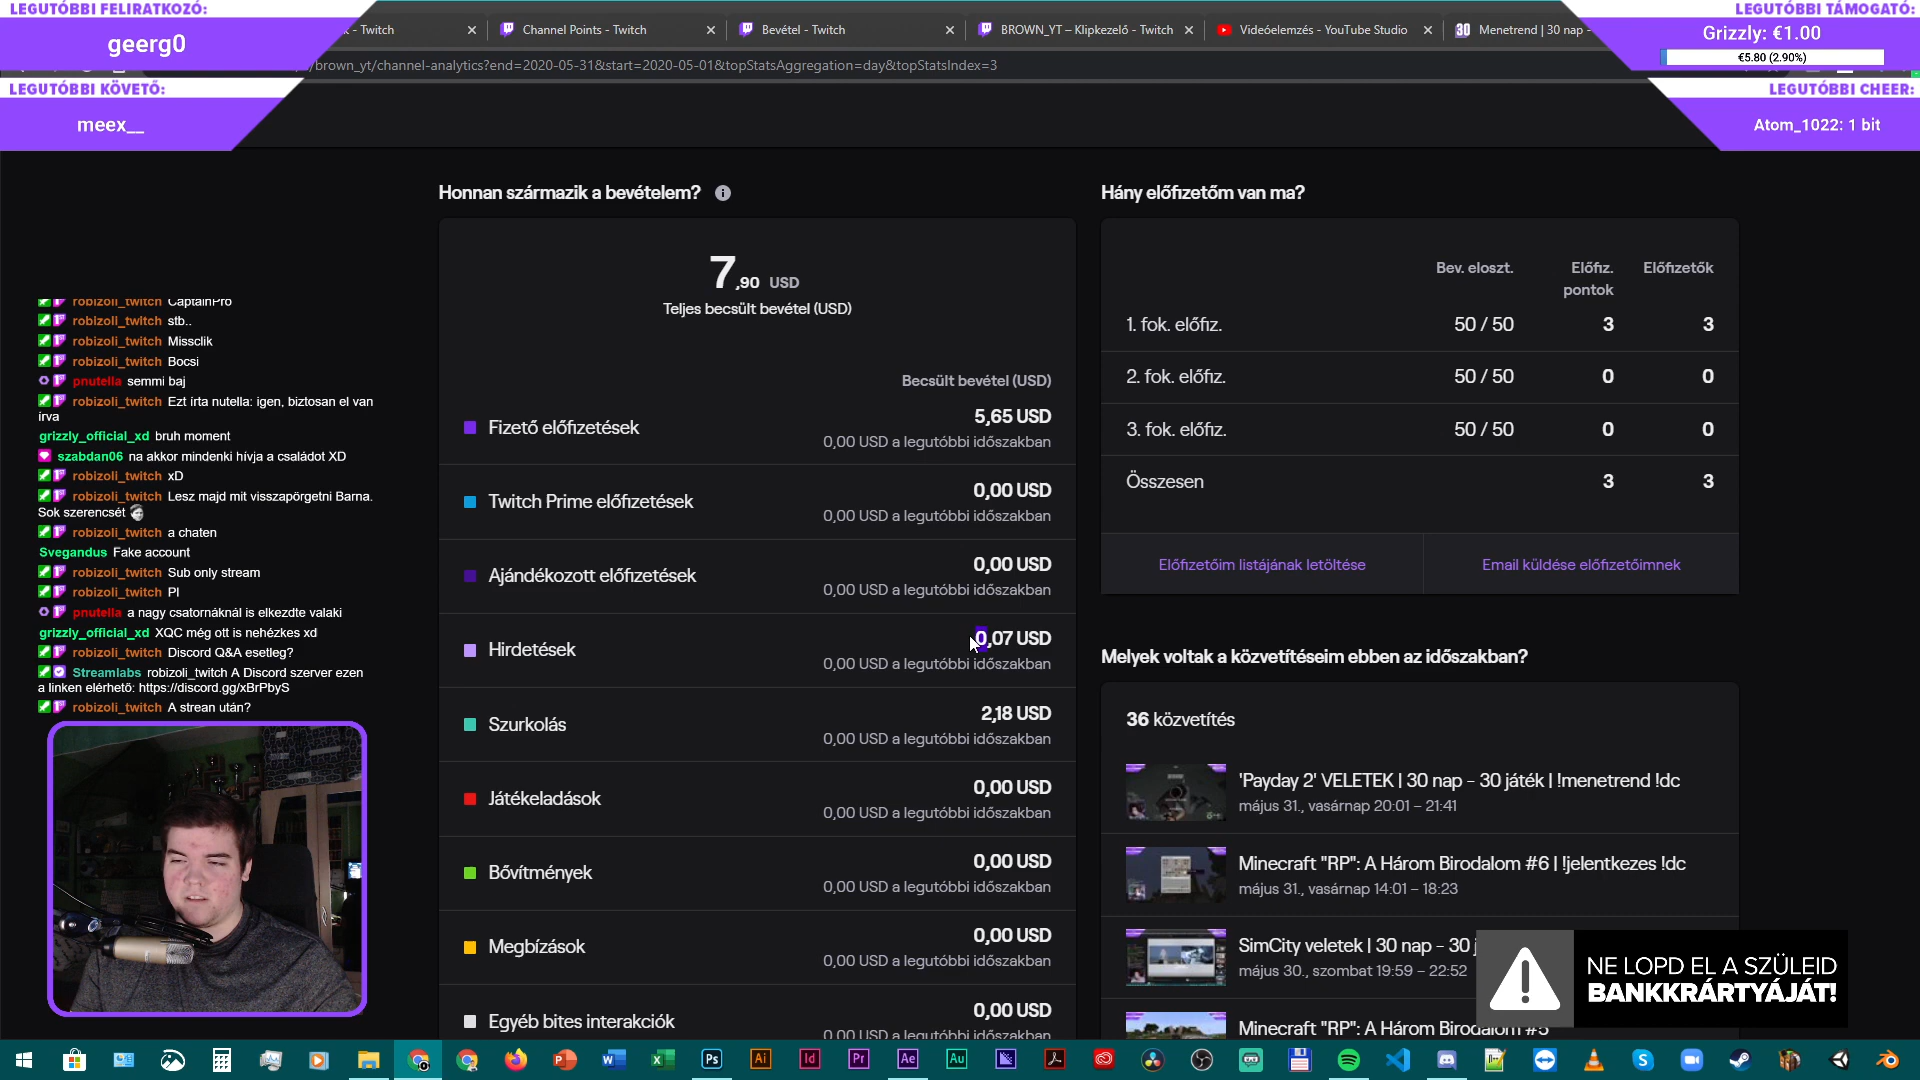 LEGUTÓBBI FELIRATKOZÓ:
geerg0
LEGUTÓBBI KÖVETŐ:
meex__
- Twitch
Channel Points - Twitch
Bevétel - Twitch
BROWN_YT – Klipkezelő - Twitch
Videóelemzés - YouTube Studio
Menetrend | 30 nap -
/brown_yt/channel-analytics?end=2020-05-31&start=2020-05-01&topStatsAggregation=day&topStatsIndex=3
LEGUTÓBBI TÁMOGATÓ:
Grizzly: €1.00
€5.80 (2.90%)
LEGUTÓBBI CHEER:
Atom_1022: 1 bit
robizoli_twitch CaptainPro
robizoli_twitch stb..
robizoli_twitch Missclik
robizoli_twitch Bocsi
pnutella semmi baj
robizoli_twitch Ezt írta nutella: igen, biztosan el van
írva
grizzly_official_xd bruh moment
szabdan06 na akkor mindenki hívja a családot XD
robizoli_twitch xD
robizoli_twitch Lesz majd mit visszapörgetni Barna.
Sok szerencsét
robizoli_twitch a chaten
Svegandus Fake account
robizoli_twitch Sub only stream
robizoli_twitch Pl
pnutella a nagy csatornáknál is elkezdte valaki
grizzly_official_xd XQC még ott is nehézkes xd
robizoli_twitch Discord Q&A esetleg?
Streamlabs robizoli_twitch A Discord szerver ezen
a linken elérhető: https://discord.gg/xBrPbyS
robizoli_twitch A strean után?
Honnan származik a bevételem?
7,90 USD
Teljes becsült bevétel (USD)
Becsült bevétel (USD)
Fizető előfizetések 5,65 USD
0,00 USD a legutóbbi időszakban
Twitch Prime előfizetések 0,00 USD
0,00 USD a legutóbbi időszakban
Ajándékozott előfizetések 0,00 USD
0,00 USD a legutóbbi időszakban
Hirdetések 0,07 USD
0,00 USD a legutóbbi időszakban
Szurkolás 2,18 USD
0,00 USD a legutóbbi időszakban
Játékeladások 0,00 USD
0,00 USD a legutóbbi időszakban
Bővítmények 0,00 USD
0,00 USD a legutóbbi időszakban
Megbízások 0,00 USD
0,00 USD a legutóbbi időszakban
Egyéb bites interakciók 0,00 USD
0,00 USD a legutóbbi időszakban
Hány előfizetőm van ma?
Bev. eloszt. Előfiz. pontok Előfizetők
1. fok. előfiz. 50 / 50 3 3
2. fok. előfiz. 50 / 50 0 0
3. fok. előfiz. 50 / 50 0 0
Összesen 3 3
Előfizetőim listájának letöltése
Email küldése előfizetőimnek
Melyek voltak a közvetítéseim ebben az időszakban?
36 közvetítés
'Payday 2' VELETEK | 30 nap – 30 játék | !menetrend !dc
május 31., vasárnap 20:01 – 21:41
Minecraft "RP": A Három Birodalom #6 | !jelentkezes !dc
május 31., vasárnap 14:01 – 18:23
SimCity veletek | 30 nap – 30 j
május 30., szombat 19:59 – 22:52
Minecraft "RP": A Három Birodalom #5
NE LOPD EL A SZÜLEID
BANKKRÁRTYÁJÁT!